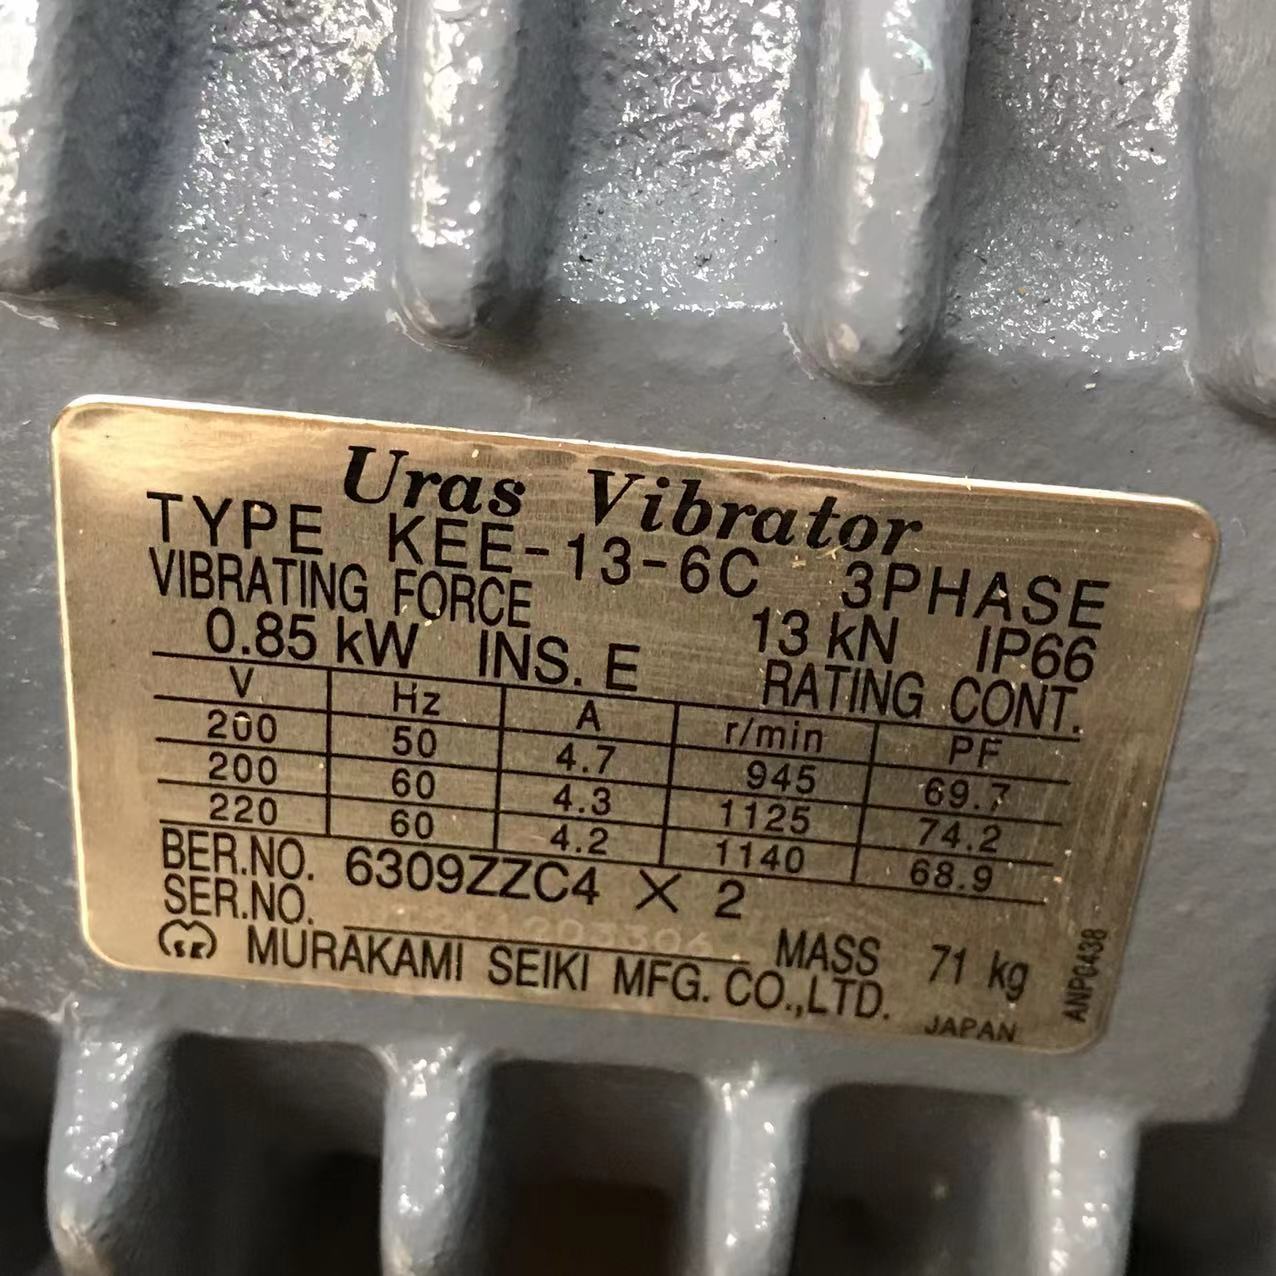 Uras Vibrator
TYPE KEE-13-6C 3PHASE
VIBRATING FORCE 13 kN IP66
0.85 kW INS. E RATING CONT.
V Hz A r/min PF
200 50 4.7 945 69.7
200 60 4.3 1125 74.2
220 60 4.2 1140 68.9
BER.NO. 6309ZZC4 × 2
SER.NO. MASS 71 kg
MURAKAMI SEIKI MFG. CO.,LTD.
JAPAN
ANP0438